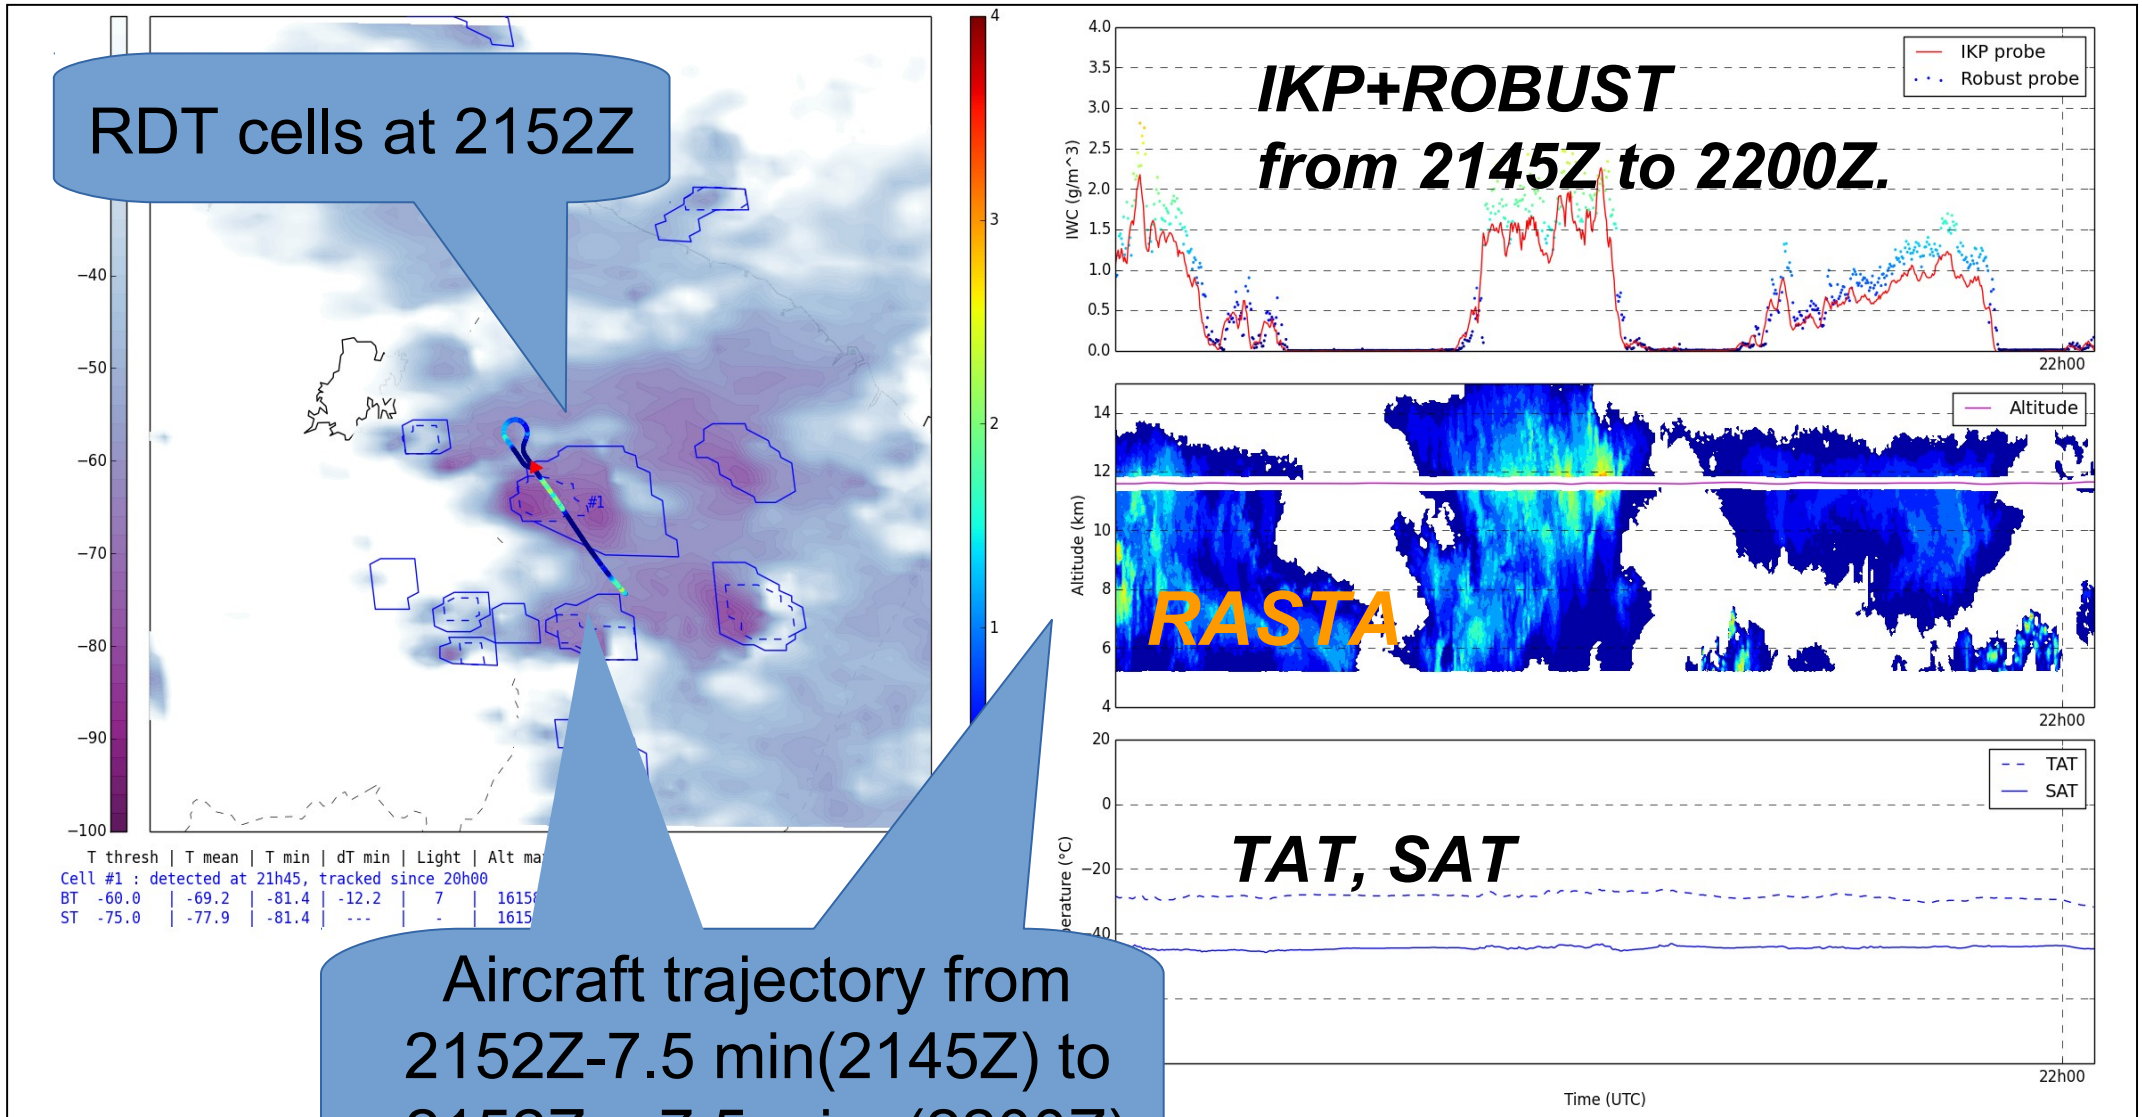 RDT cells at 2152Z
−40
−50
−60
−70
−80
−90
−100
4
3
2
1
#1
T thresh | T mean | T min | dT min | Light | Alt
Cell #1 : detected at 21h45, tracked since 20h00
BT -60.0 | -69.2 | -81.4 | -12.2 | 7 |
ST -75.0 | -77.9 | -81.4 | --- | - |
Aircraft trajectory from
2152Z-7.5 min(2145Z) to
4.0
3.5
3.0
2.5
2.0
1.5
1.0
0.5
0.0
IWC (g/m^3)
IKP probe
Robust probe
IKP+ROBUST
from 2145Z to 2200Z.
22h00
14
12
10
8
6
4
Altitude (km)
Altitude
RASTA
22h00
20
0
−20
TAT
SAT
TAT, SAT
22h00
Time (UTC)